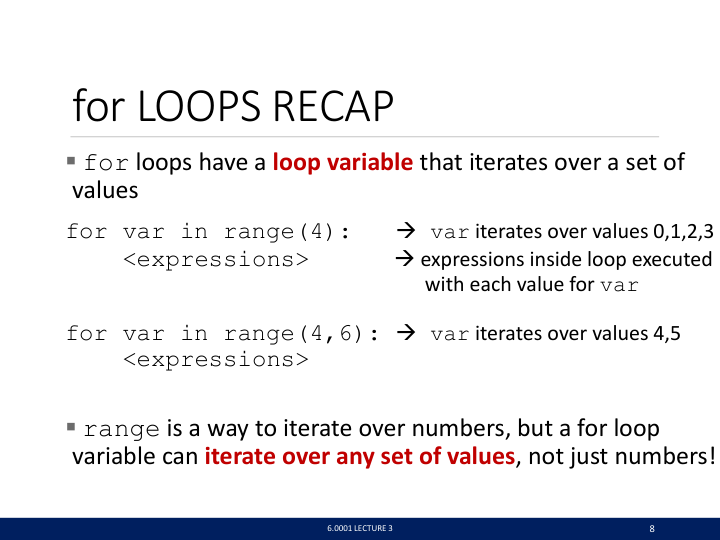 for LOOPS RECAP
▪ for loops have a loop variable that iterates over a set of
values
for var in range(4): → var iterates over values 0,1,2,3
<expressions> → expressions inside loop executed
with each value for var
for var in range(4,6): → var iterates over values 4,5
<expressions>
▪ range is a way to iterate over numbers, but a for loop
variable can iterate over any set of values, not just numbers!
6.0001 LECTURE 3
8